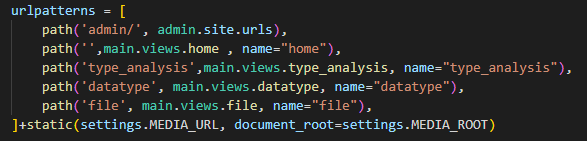 urlpatterns = [
    path('admin/', admin.site.urls),
    path('',main.views.home , name="home"),
    path('type_analysis',main.views.type_analysis, name="type_analysis"),
    path('datatype', main.views.datatype, name="datatype"),
    path('file', main.views.file, name="file"),
]+static(settings.MEDIA_URL, document_root=settings.MEDIA_ROOT)